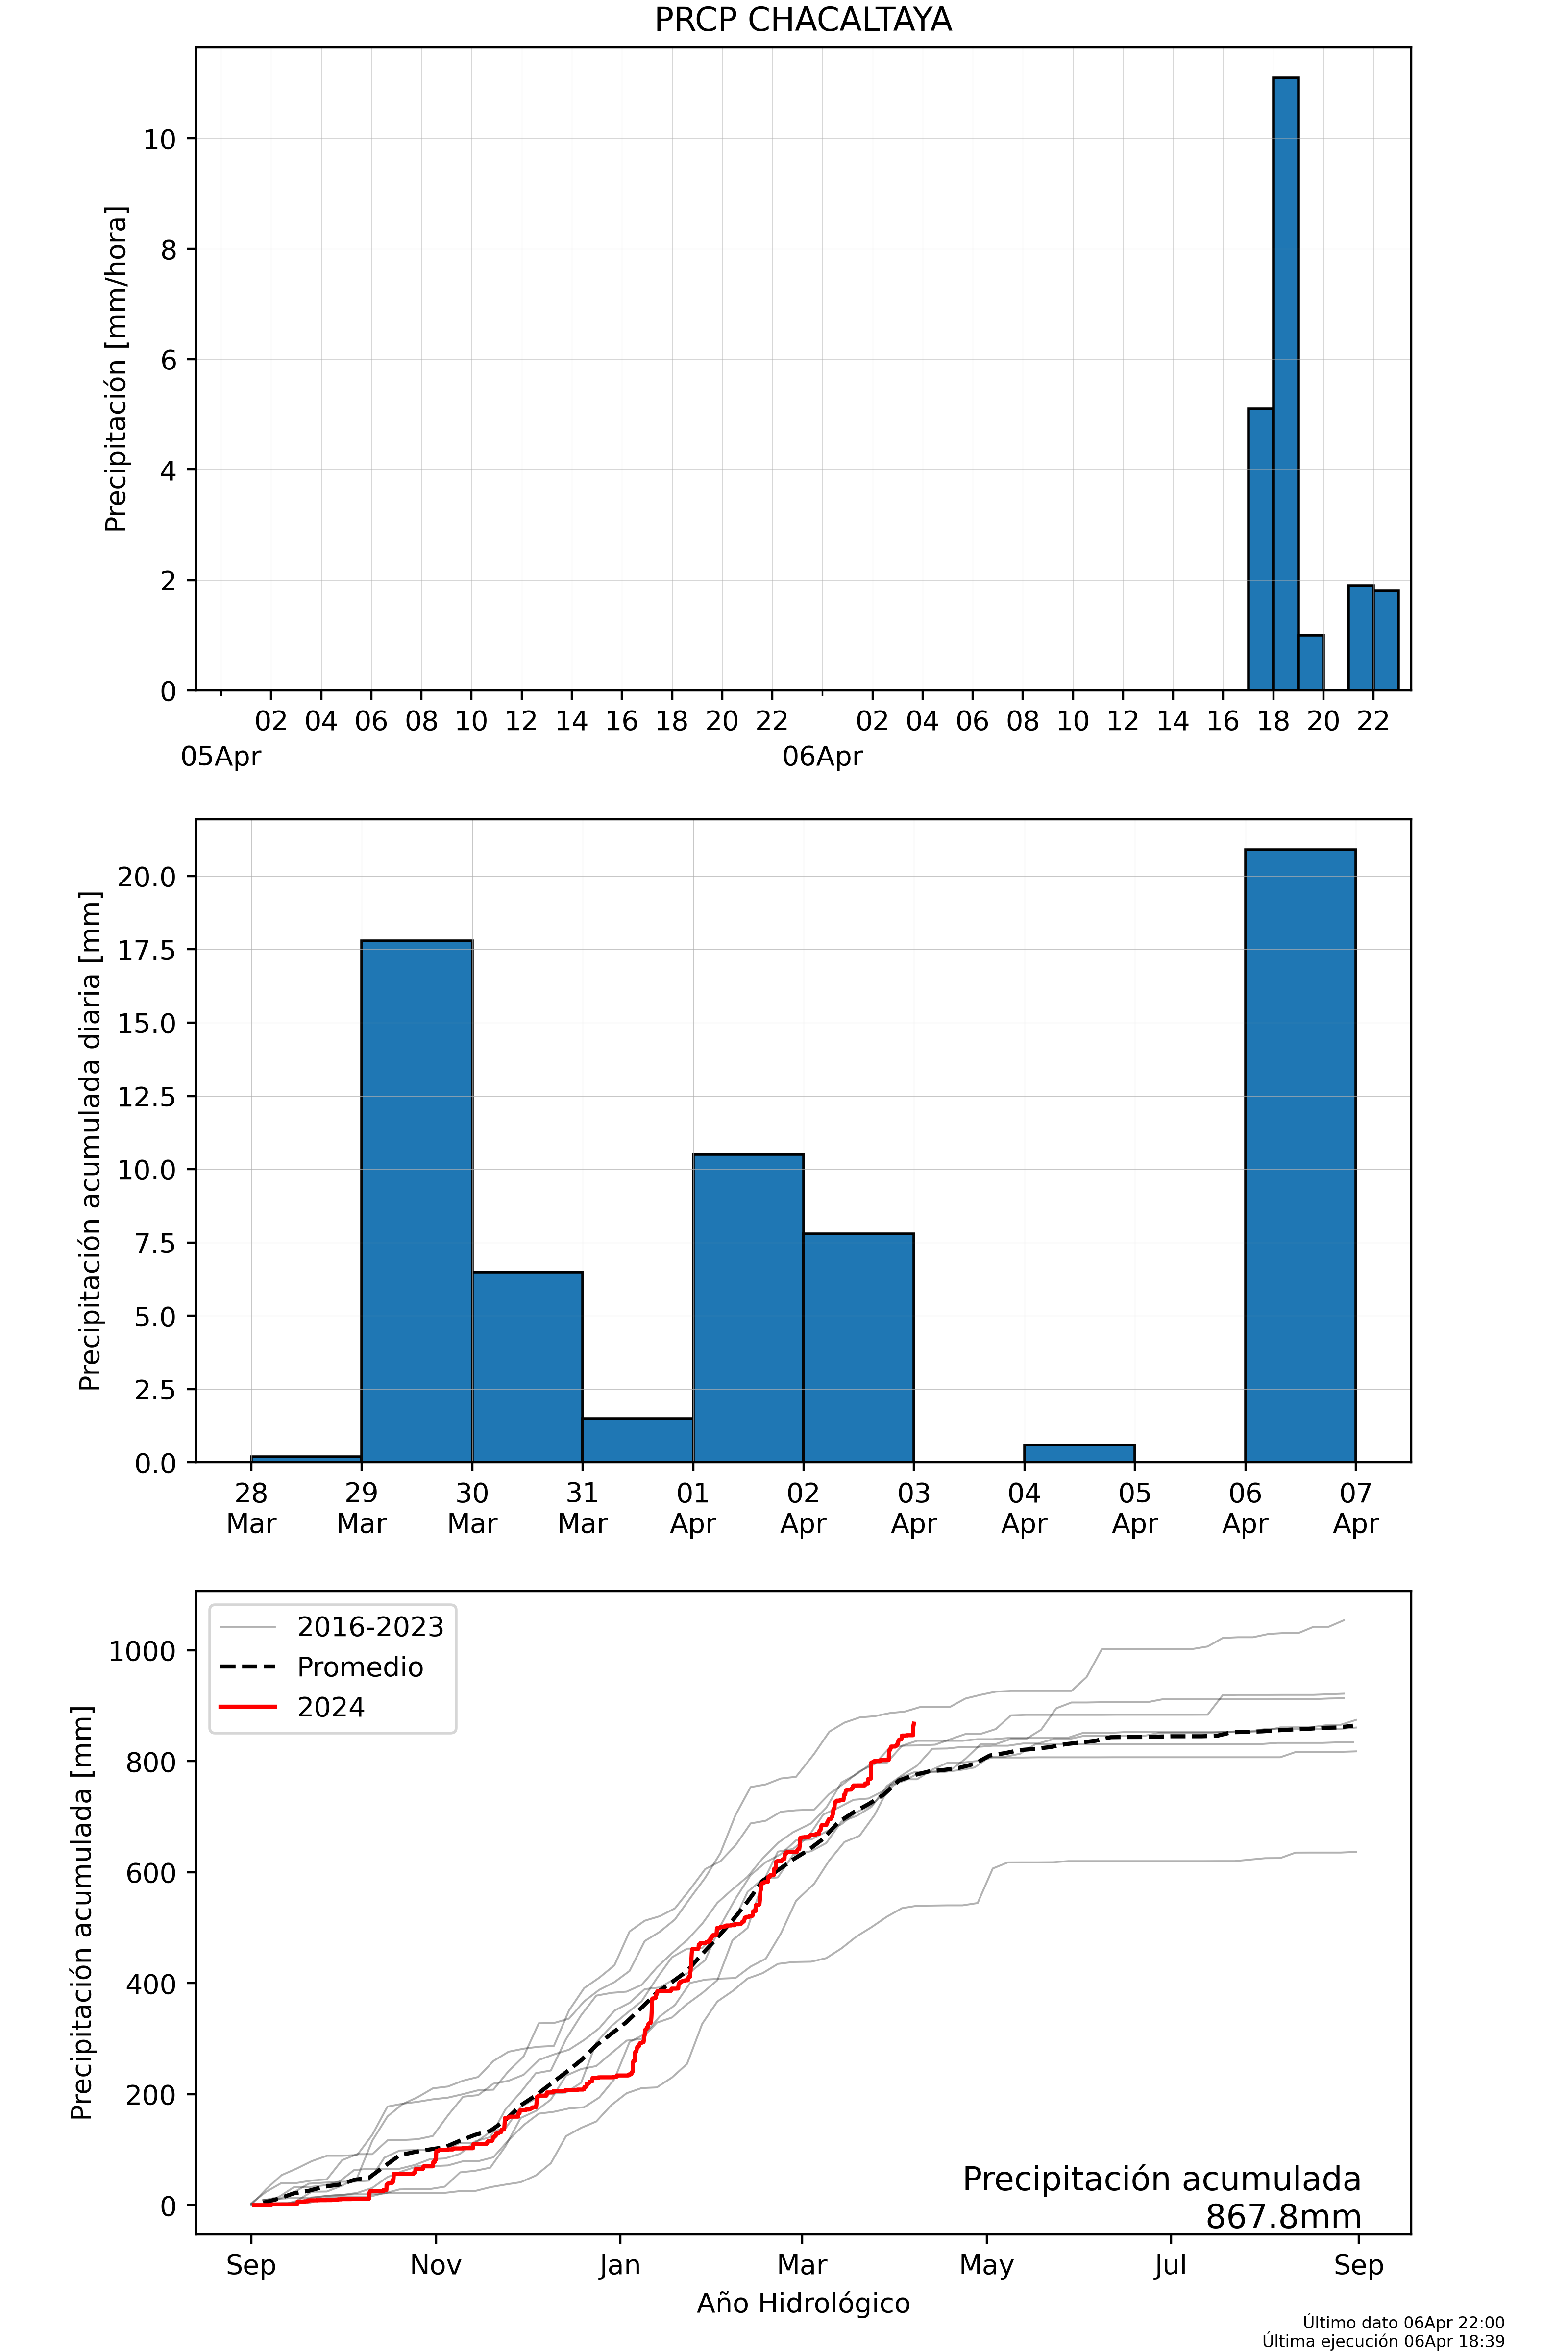 PRCP CHACALTAYA
Precipitación [mm/hora]
10
8
6
4
2
0
02 04 06 08 10 12 14 16 18 20 22 02 04 06 08 10 12 14 16 18 20 22
05Apr 06Apr
Precipitación acumulada diaria [mm]
20.0
17.5
15.0
12.5
10.0
7.5
5.0
2.5
0.0
28 29 30 31 01 02 03 04 05 06 07
Mar Mar Mar Mar Apr Apr Apr Apr Apr Apr Apr
Precipitación acumulada [mm]
1000
800
600
400
200
0
2016-2023
Promedio
2024
Precipitación acumulada
867.8mm
Sep Nov Jan Mar May Jul Sep
Año Hidrológico
Último dato 06Apr 22:00
Última ejecución 06Apr 18:39